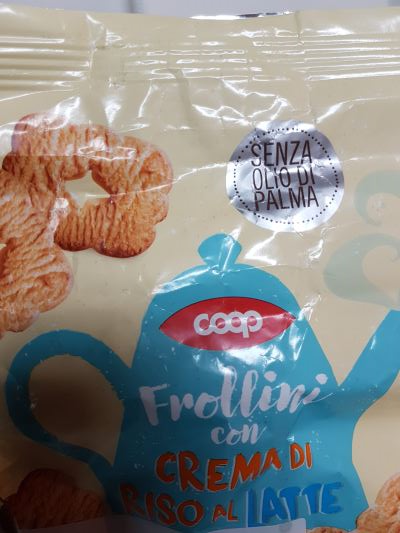 SENZA
OLIO DI
PALMA
coop
Frollini
con
CREMA DI
RISO AL LATTE